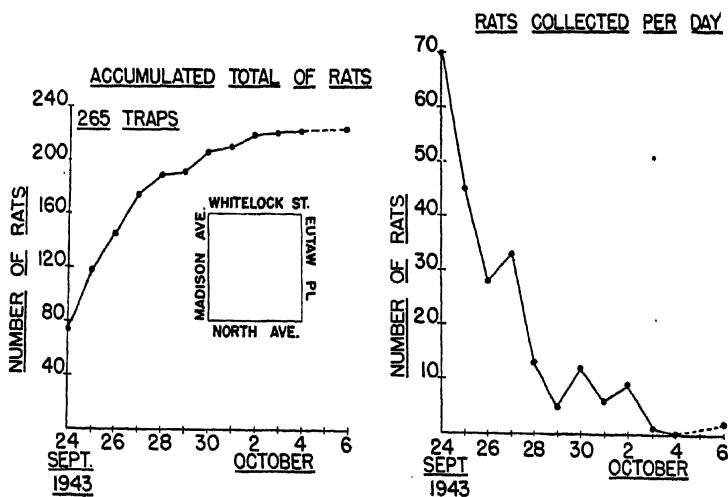 ACCUMULATED TOTAL OF RATS
265 TRAPS
NUMBER OF RATS
240
200
160
120
80
40
WHITELOCK ST.
MADISON AVE.
EUTAW PL
NORTH AVE.
24 26 28 30 2 4 6
SEPT. OCTOBER
1943
RATS COLLECTED PER DAY
NUMBER OF RATS
70
60
50
40
30
20
10
24 26 28 30 2 4 6
SEPT OCTOBER
1943